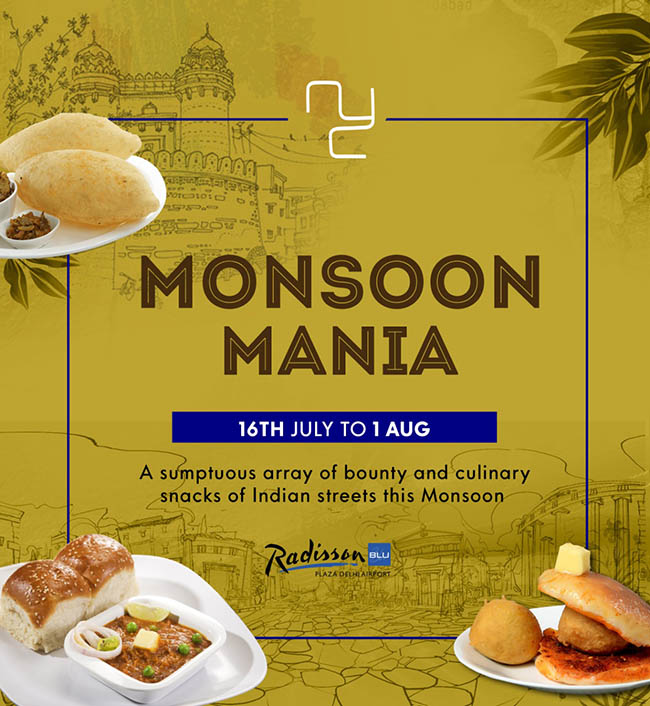 MONSOON
MANIA
16TH JULY TO 1 AUG
A sumptuous array of bounty and culinary
snacks of Indian streets this Monsoon
Radisson BLU
PLAZA DELHI AIRPORT